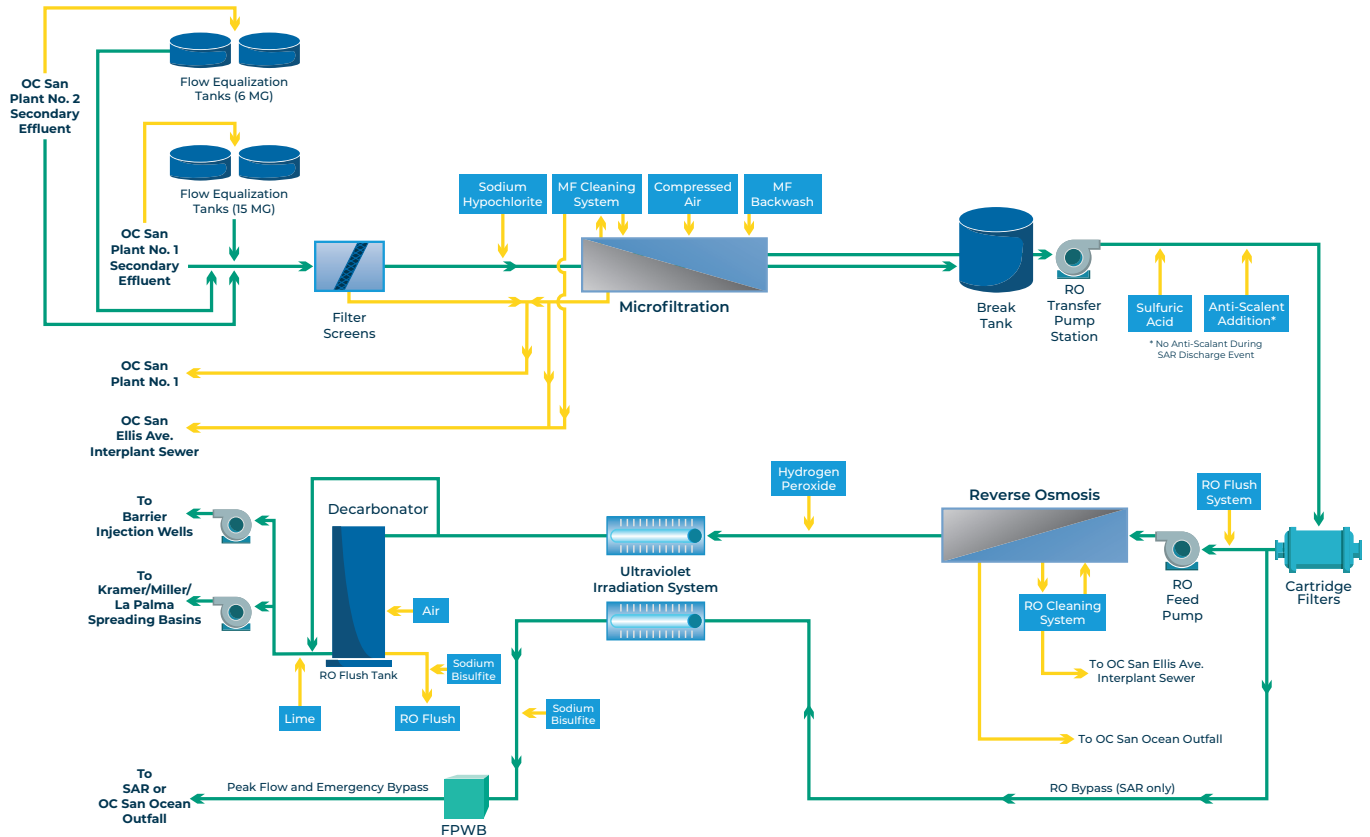 OC San
Plant No. 2
Secondary
Effluent
Flow Equalization
Tanks (6 MG)
Flow Equalization
Tanks (15 MG)
OC San
Plant No. 1
Secondary
Effluent
Filter
Screens
Sodium
Hypochlorite
MF Cleaning
System
Compressed
Air
MF
Backwash
Microfiltration
Break
Tank
RO
Transfer
Pump
Station
Sulfuric
Acid
Anti-Scalent
Addition*
* No Anti-Scalant During
SAR Discharge Event
OC San
Plant No. 1
OC San
Ellis Ave.
Interplant Sewer
To
Barrier
Injection Wells
To
Kramer/Miller/
La Palma
Spreading Basins
Decarbonator
Air
RO Flush Tank
Lime
Sodium
Bisulfite
RO Flush
Sodium
Bisulfite
Ultraviolet
Irradiation System
Hydrogen
Peroxide
Reverse Osmosis
RO Cleaning
System
RO
Feed
Pump
RO Flush
System
Cartridge
Filters
To OC San Ellis Ave.
Interplant Sewer
To OC San Ocean Outfall
RO Bypass (SAR only)
To
SAR or
OC San Ocean
Outfall
Peak Flow and Emergency Bypass
FPWB